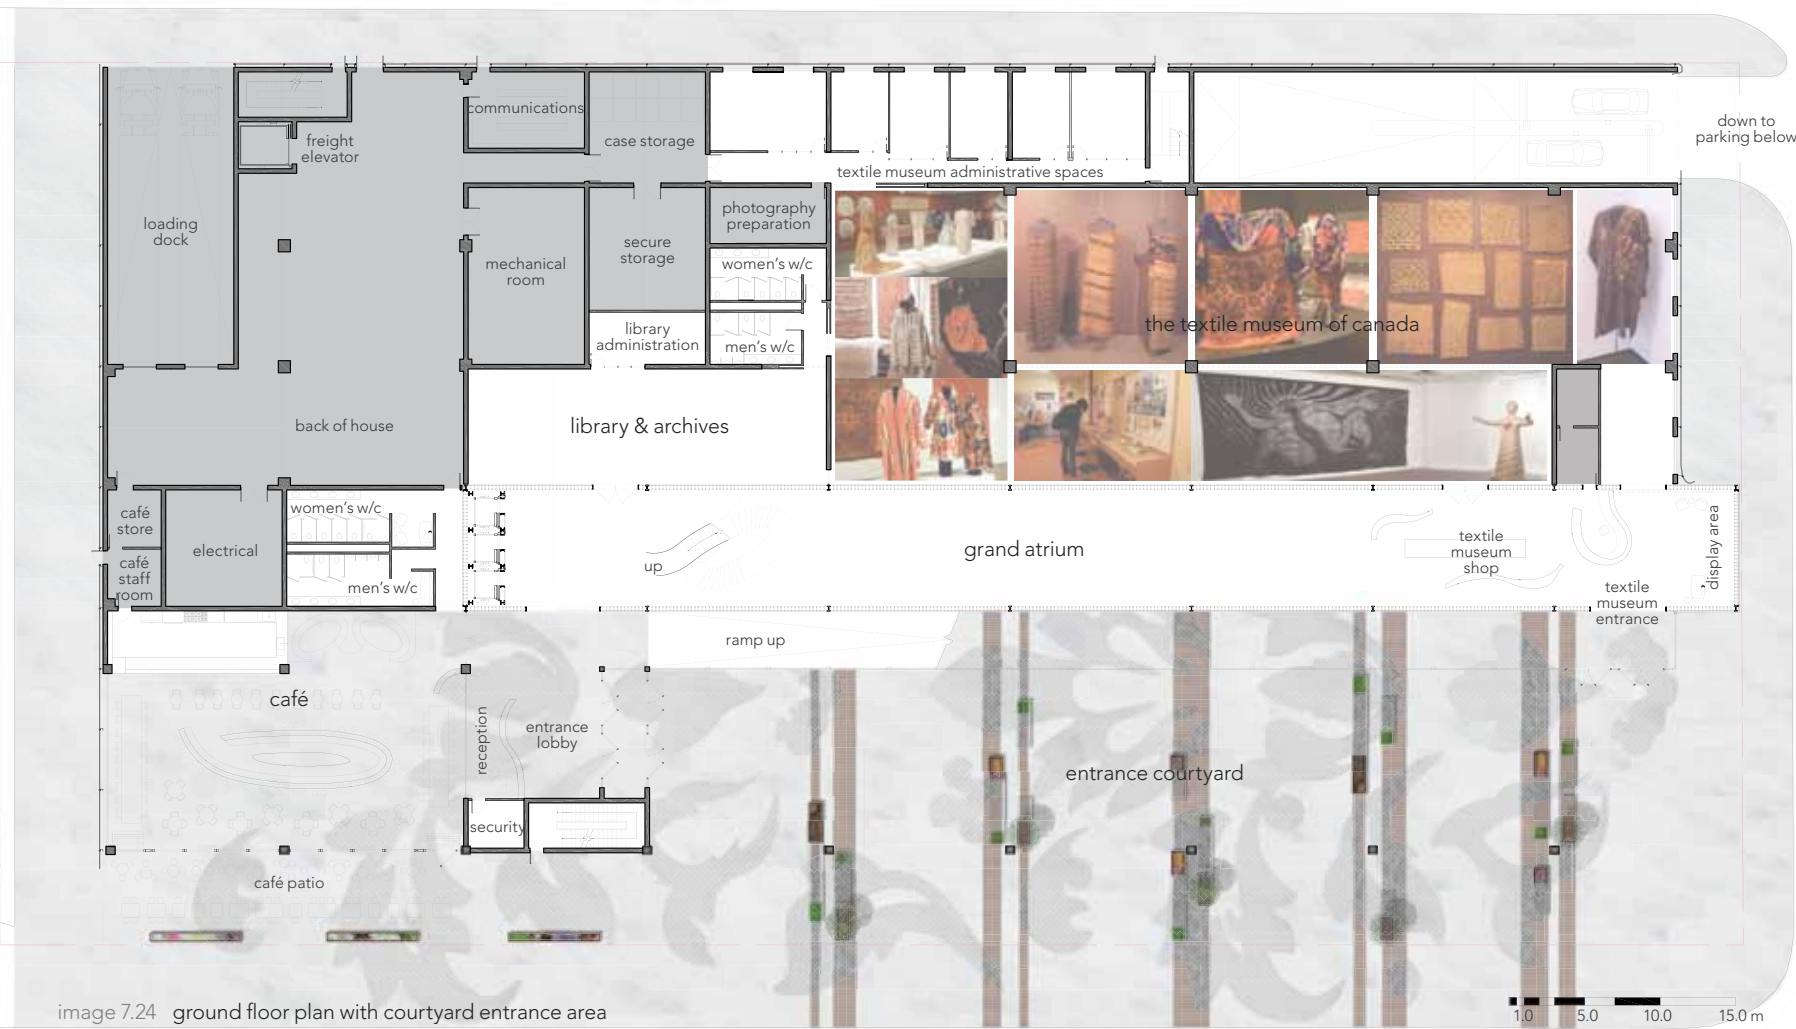 communications
case storage
freight
elevator
down to
parking below
textile museum administrative spaces
loading
dock
photography
preparation
secure
storage
women's w/c
mechanical
room
library
administration
men's w/c
the textile museum of canada
back of house
library & archives
café
store
women's w/c
electrical
café
staff
room
men's w/c
up
grand atrium
textile
museum
shop
display area
textile
museum
entrance
ramp up
café
reception
entrance
lobby
entrance courtyard
security
café patio
image 7.24 ground floor plan with courtyard entrance area
1.0 5.0 10.0 15.0 m